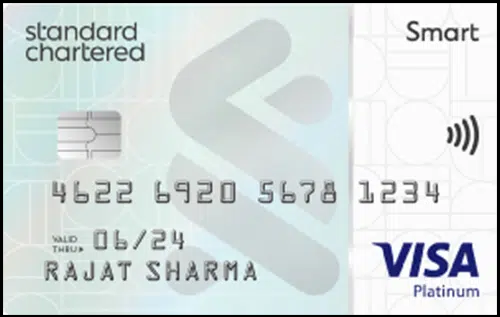 standard
chartered
Smart
4622 6920 5678 1234
VALID
THRU 06/24
RAJAT SHARMA
VISA
Platinum